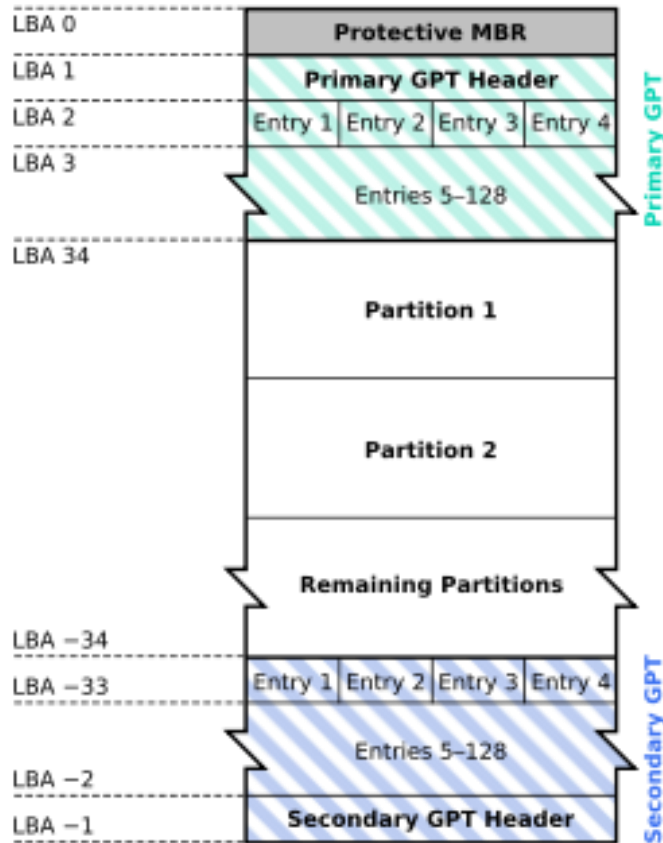 LBA 0
Protective MBR
LBA 1
Primary GPT Header
LBA 2
Entry 1 Entry 2 Entry 3 Entry 4
LBA 3
Entries 5–128
Primary GPT
LBA 34
Partition 1
Partition 2
Remaining Partitions
LBA −34
Entry 1 Entry 2 Entry 3 Entry 4
LBA −33
Entries 5–128
LBA −2
Secondary GPT Header
LBA −1
Secondary GPT